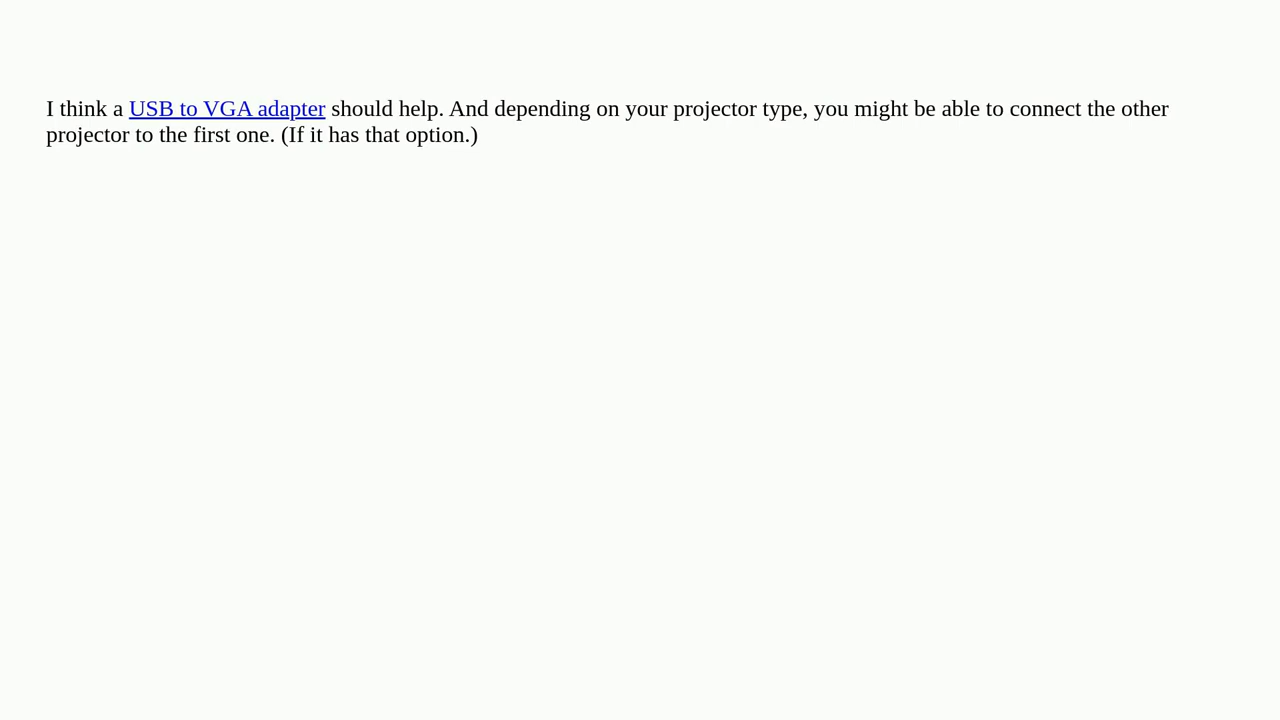 I think a USB to VGA adapter should help. And depending on your projector type, you might be able to connect the other
projector to the first one. (If it has that option.)